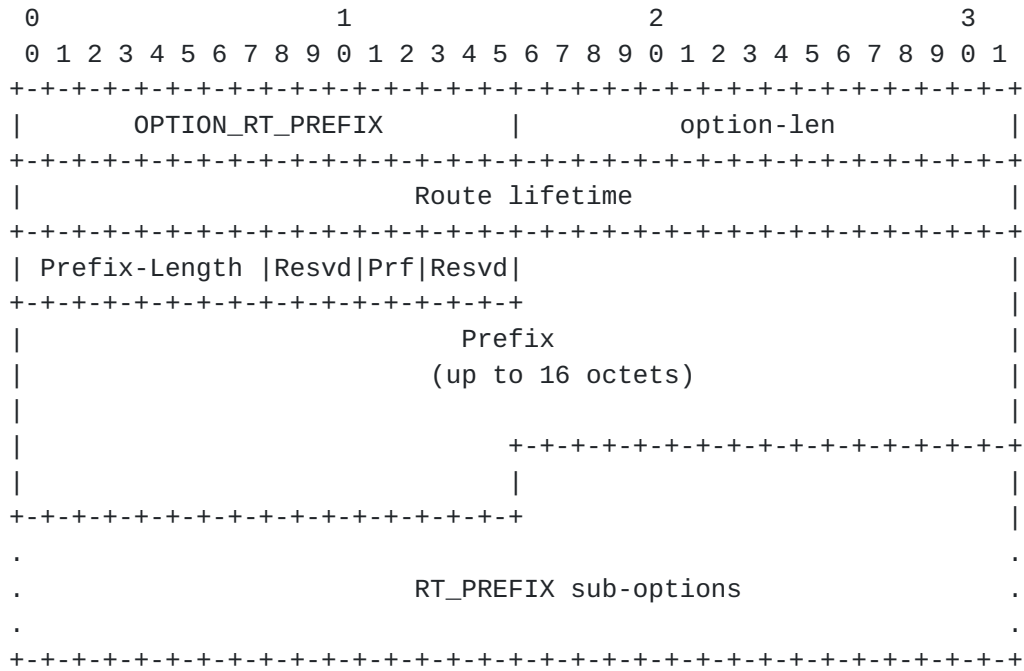 0                   1                   2                   3
 0 1 2 3 4 5 6 7 8 9 0 1 2 3 4 5 6 7 8 9 0 1 2 3 4 5 6 7 8 9 0 1
+-+-+-+-+-+-+-+-+-+-+-+-+-+-+-+-+-+-+-+-+-+-+-+-+-+-+-+-+-+-+-+-+
|       OPTION_RT_PREFIX        |          option-len           |
+-+-+-+-+-+-+-+-+-+-+-+-+-+-+-+-+-+-+-+-+-+-+-+-+-+-+-+-+-+-+-+-+
|                         Route lifetime                        |
+-+-+-+-+-+-+-+-+-+-+-+-+-+-+-+-+-+-+-+-+-+-+-+-+-+-+-+-+-+-+-+-+
| Prefix-Length |Resvd|Prf|Resvd|                               |
+-+-+-+-+-+-+-+-+-+-+-+-+-+-+-+-+                               |
|                            Prefix                             |
|                          (up to 16 octets)                    |
|                                                               |
|                               +-+-+-+-+-+-+-+-+-+-+-+-+-+-+-+-+
|                               |                               |
+-+-+-+-+-+-+-+-+-+-+-+-+-+-+-+-+                               |
.                                                               .
.                         RT_PREFIX sub-options                 .
.                                                               .
+-+-+-+-+-+-+-+-+-+-+-+-+-+-+-+-+-+-+-+-+-+-+-+-+-+-+-+-+-+-+-+-+